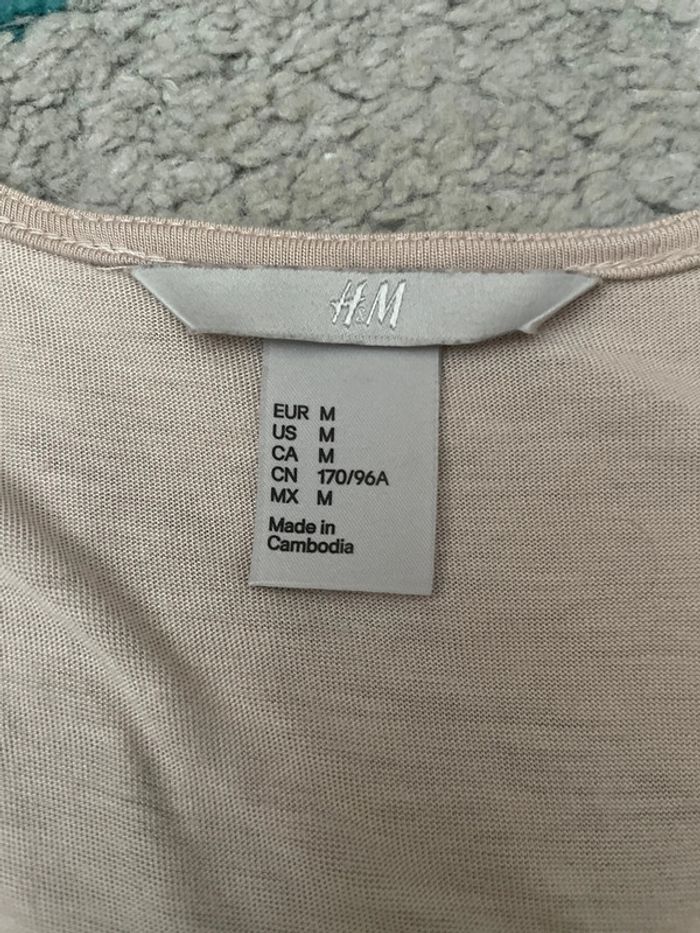 H&M
EUR M
US M
CA M
CN 170/96A
MX M
Made in
Cambodia